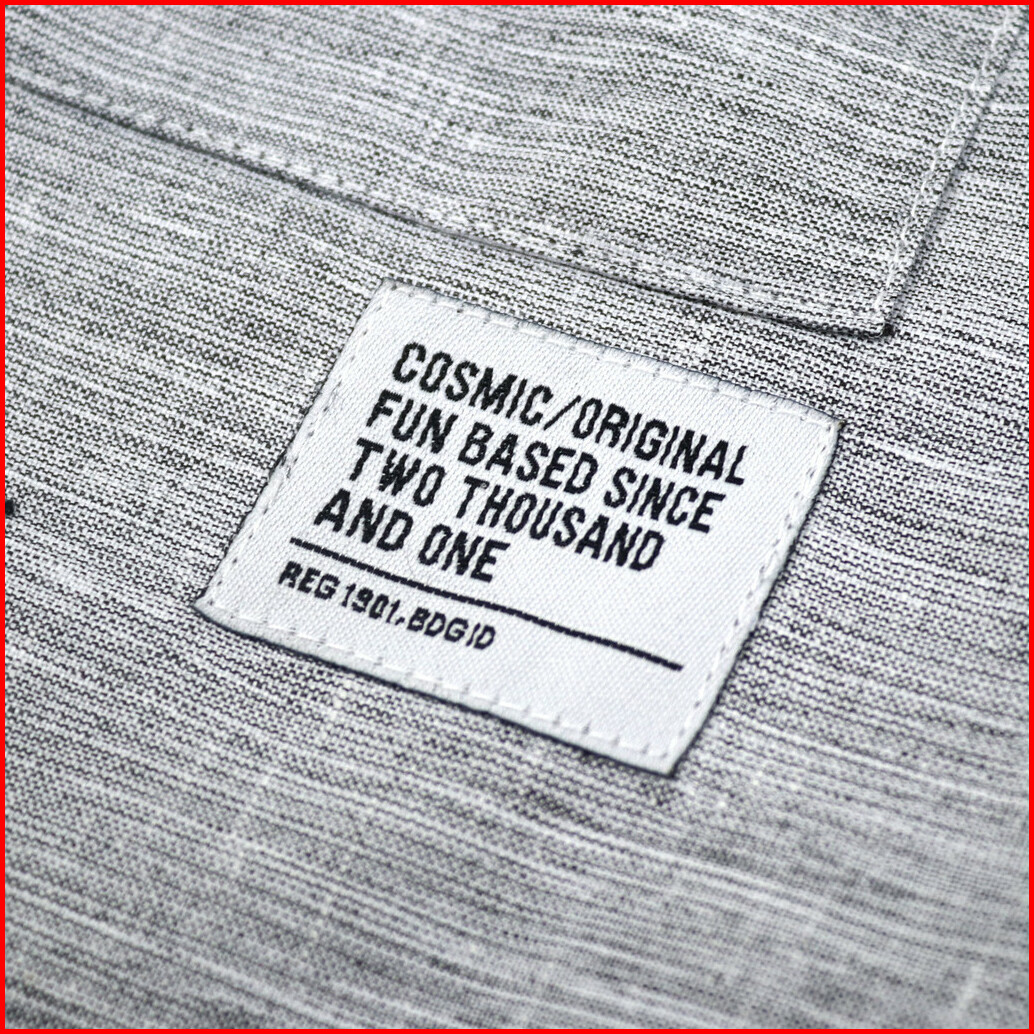 COSMIC/ORIGINAL
FUN BASED SINCE
TWO THOUSAND
AND ONE
REG 1901.BDGID